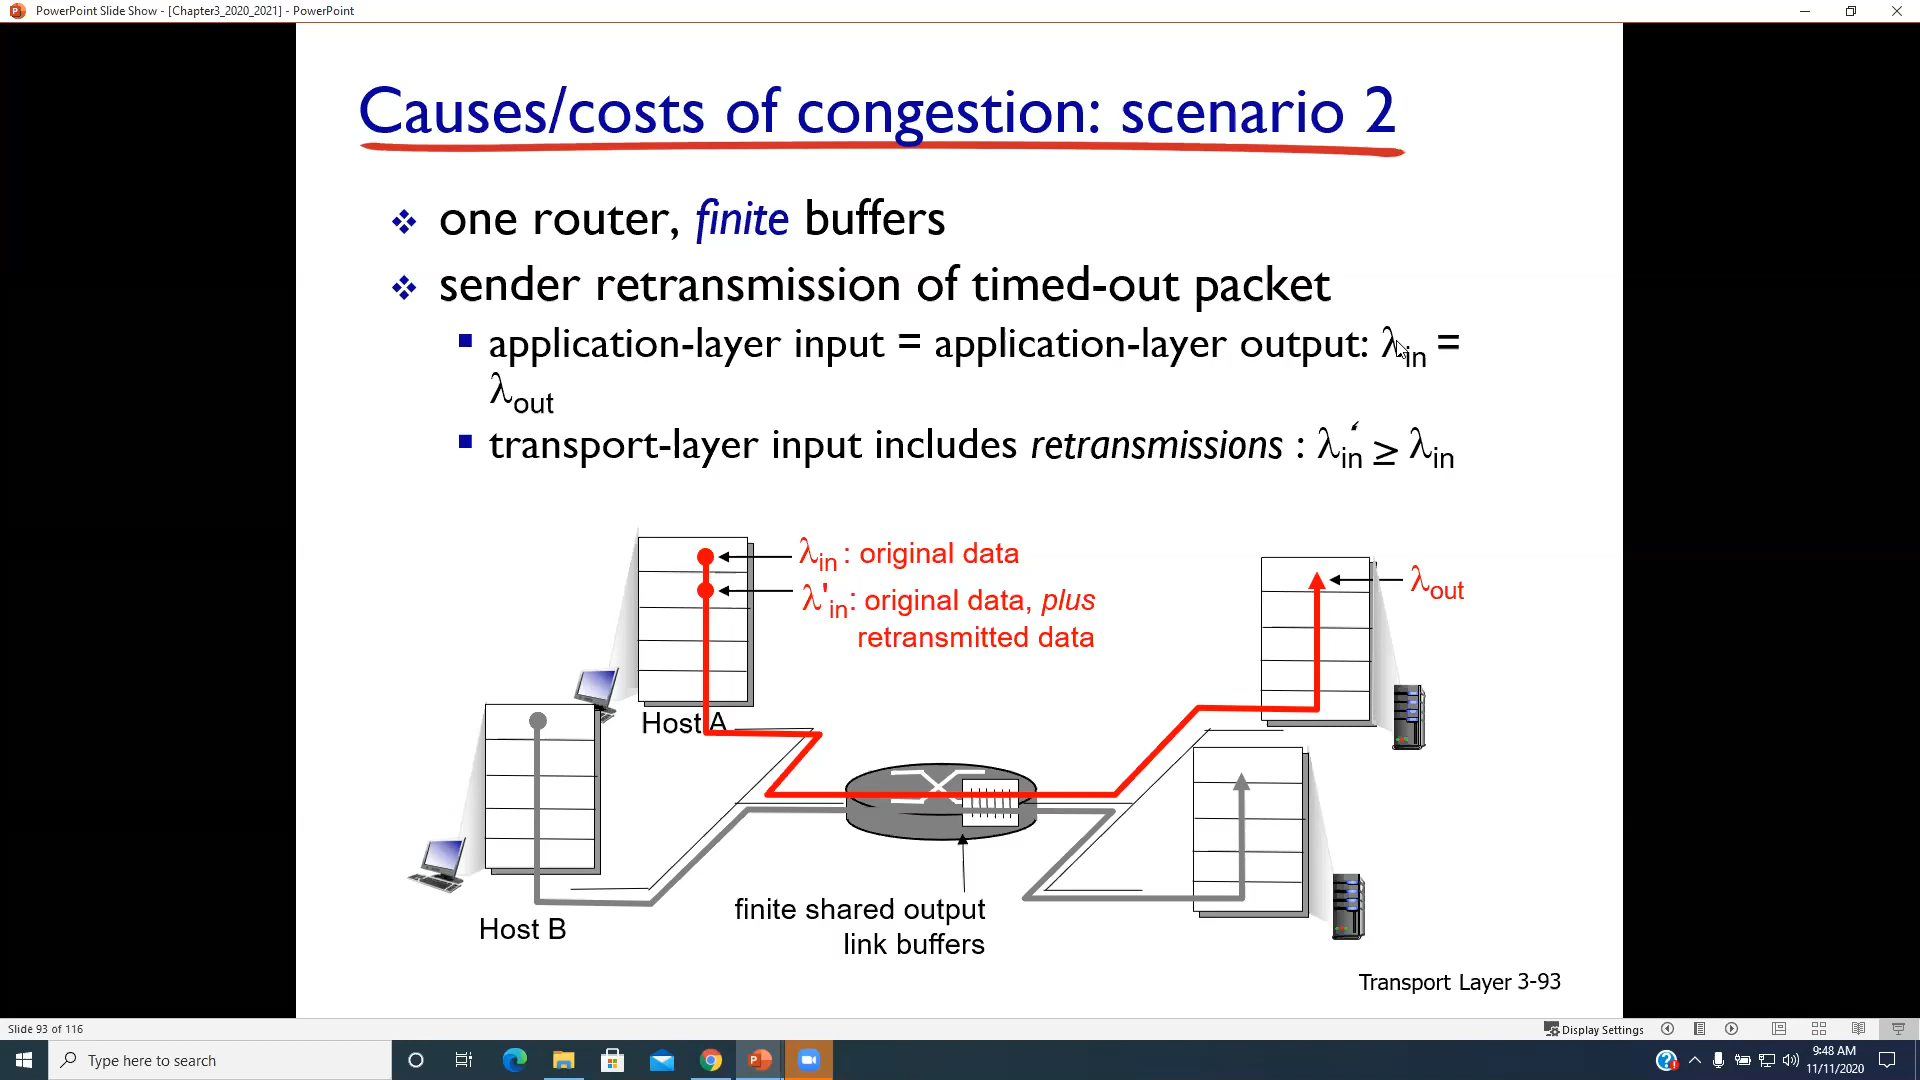 PowerPoint Slide Show - [Chapter3_2020_2021] - PowerPoint
Causes/costs of congestion: scenario 2
❖ one router, finite buffers
❖ sender retransmission of timed-out packet
▪ application-layer input = application-layer output: λin =
λout
▪ transport-layer input includes retransmissions : λ‘in ≥ λin
λin : original data
λ'in: original data, plus
retransmitted data
λout
Host A
Host B
finite shared output
link buffers
Transport Layer 3-93
Slide 93 of 116
Display Settings
Type here to search
9:48 AM
11/11/2020